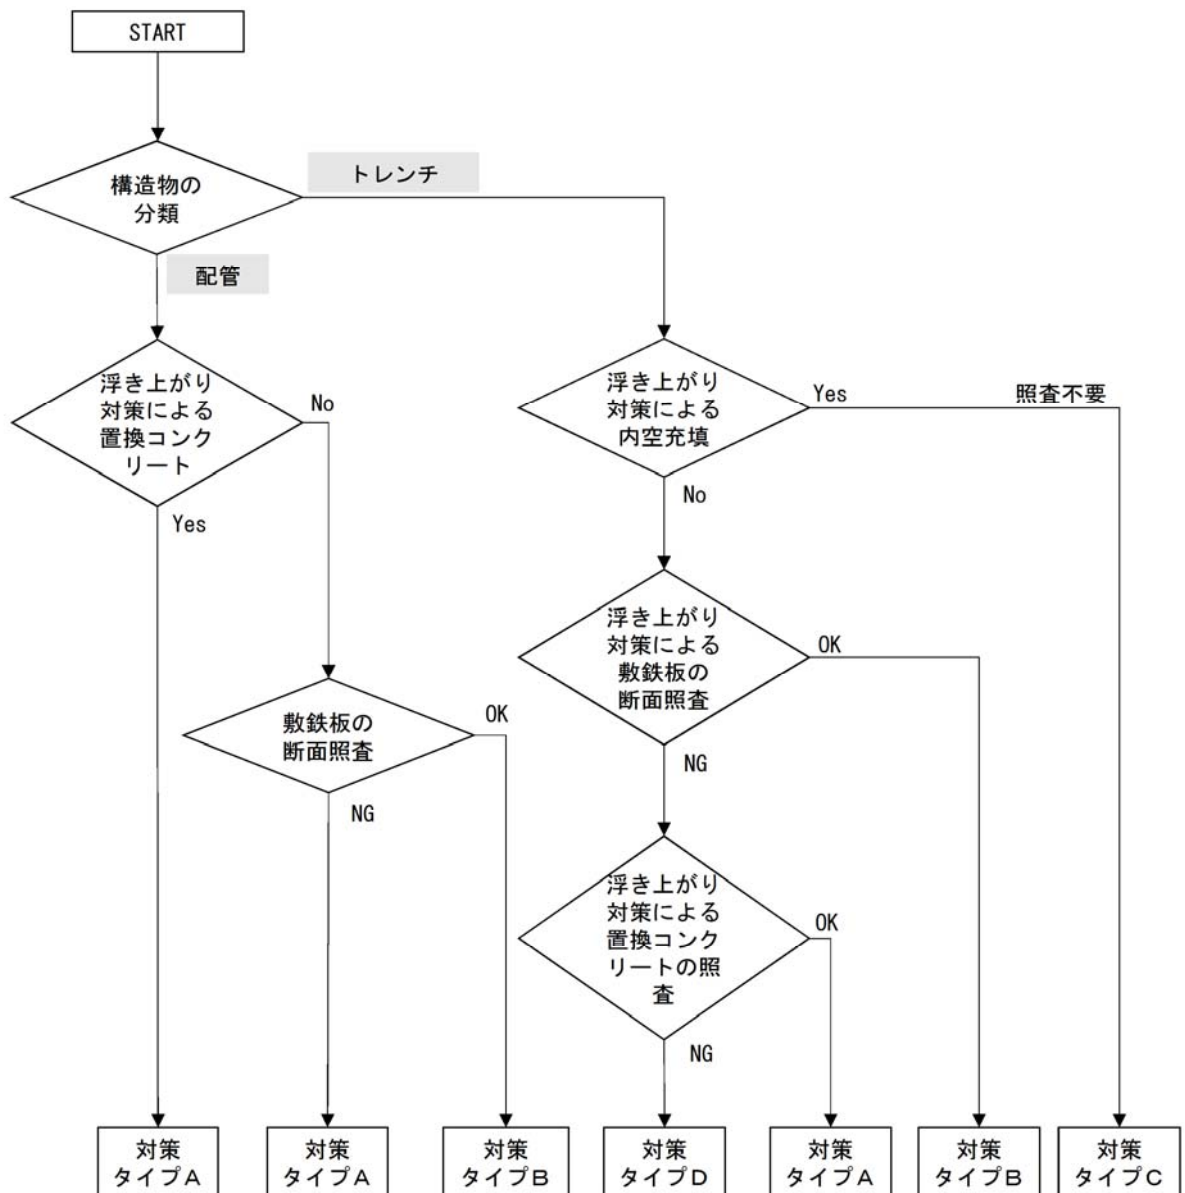 START
構造物の
分類
トレンチ
配管
浮き上がり
対策による
置換コンク
リート
No
Yes
敷鉄板の
断面照査
OK
NG
浮き上がり
対策による
内空充填
Yes
照査不要
No
浮き上がり
対策による
敷鉄板の
断面照査
OK
NG
浮き上がり
対策による
置換コンク
リートの照
査
OK
NG
対策
タイプA
対策
タイプA
対策
タイプB
対策
タイプD
対策
タイプA
対策
タイプB
対策
タイプC